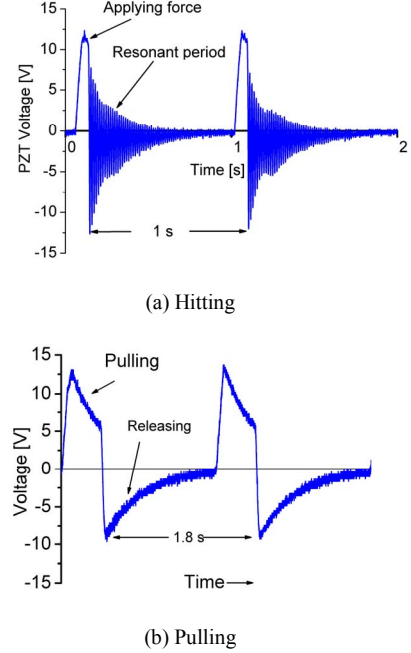 15
10
5
0
-5
-10
-15
PZT Voltage [V]
Applying force
Resonant period
0
1
2
Time [s]
1 s
(a) Hitting
15
10
5
0
-5
-10
-15
Voltage [V]
Pulling
Releasing
1.8 s
Time
(b) Pulling